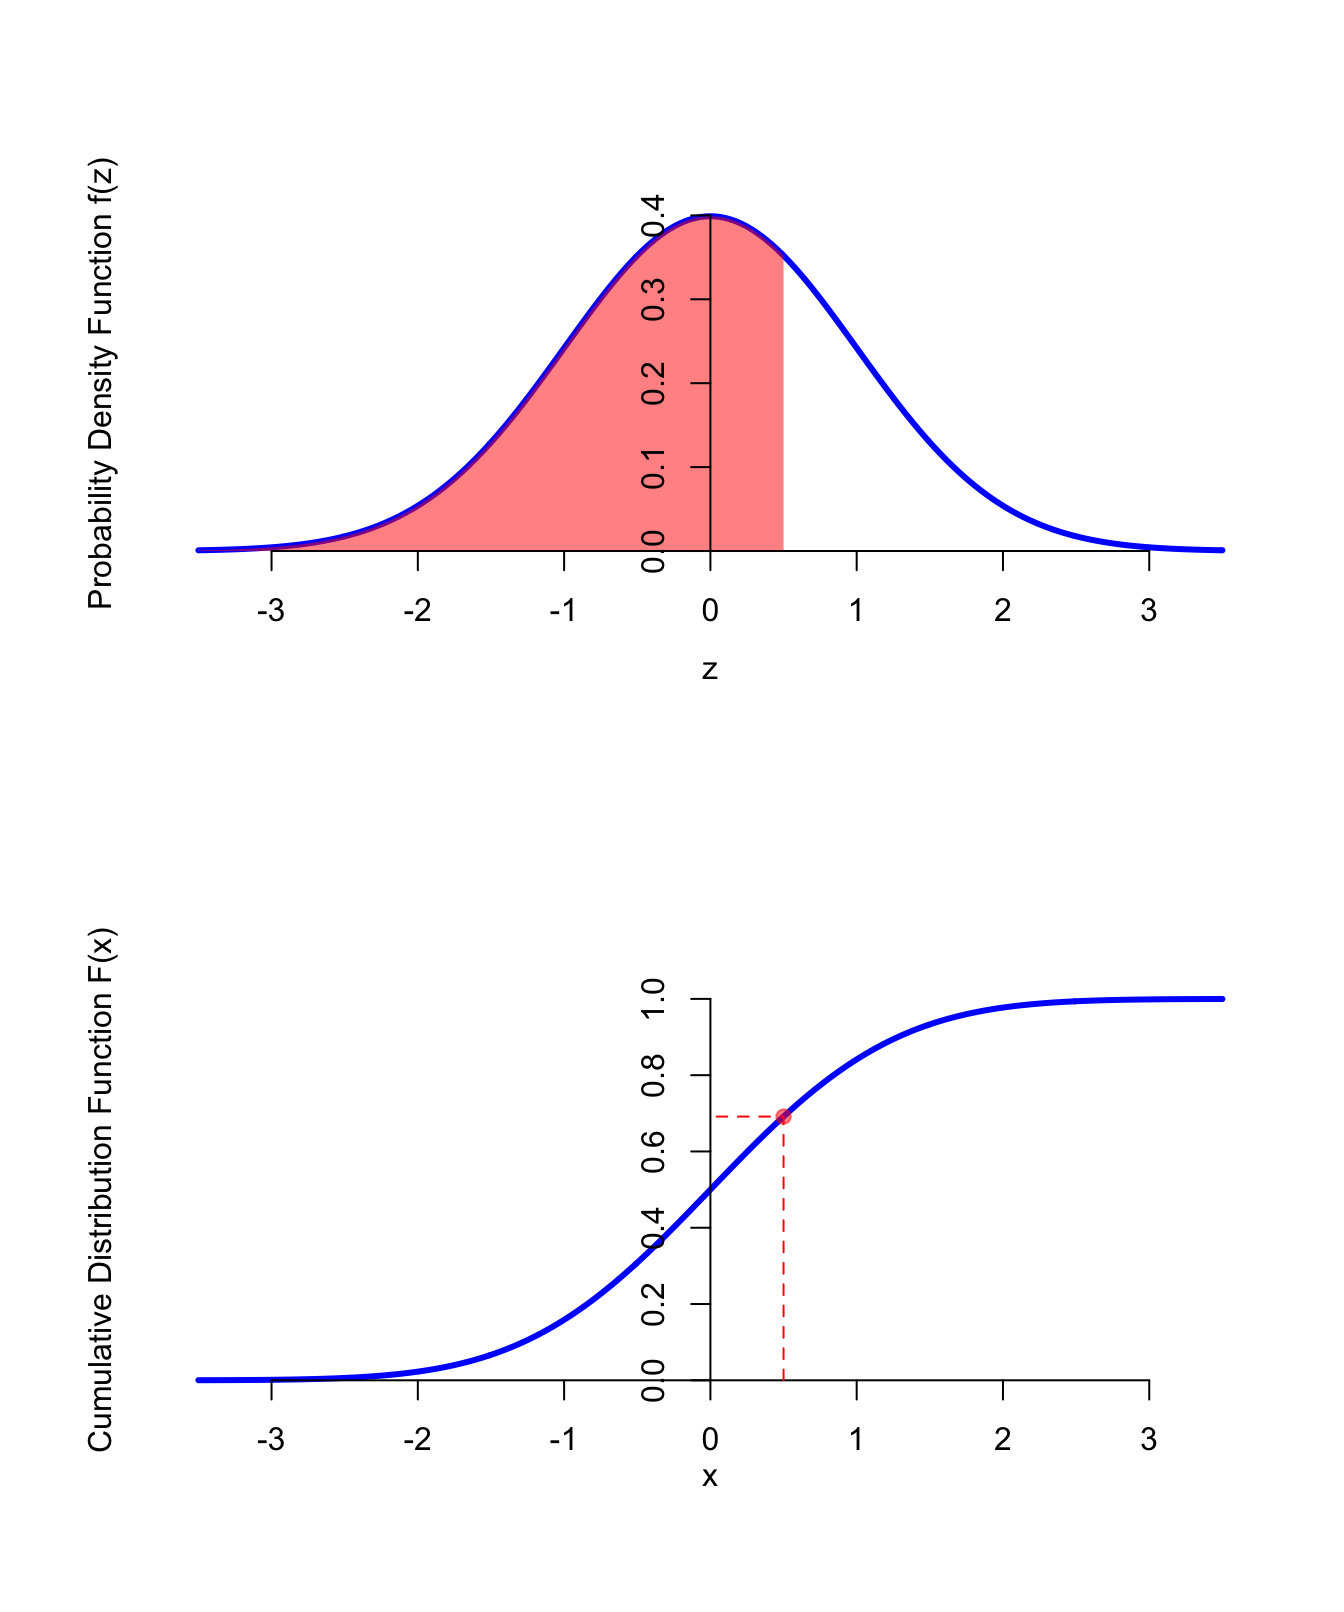 Probability Density Function f(z)
0.0 0.1 0.2 0.3 0.4
-3 -2 -1 0 1 2 3
z
Cumulative Distribution Function F(x)
0.0 0.2 0.4 0.6 0.8 1.0
-3 -2 -1 0 1 2 3
x